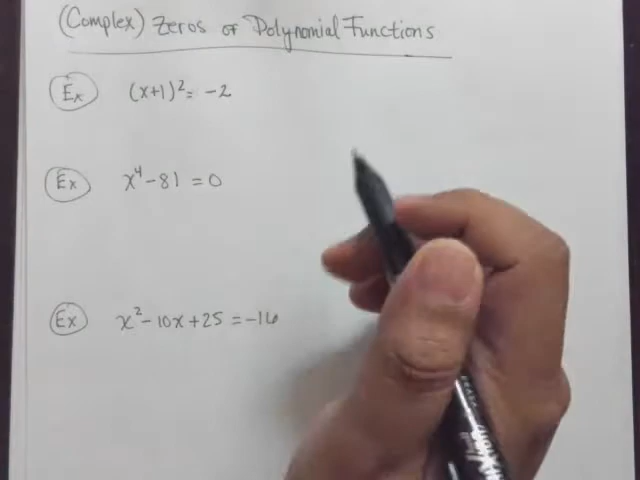 (Complex) Zeros of Polynomial Functions
Ex (x+1)² = -2
Ex x⁴ - 81 = 0
Ex x² - 10x + 25 = -16